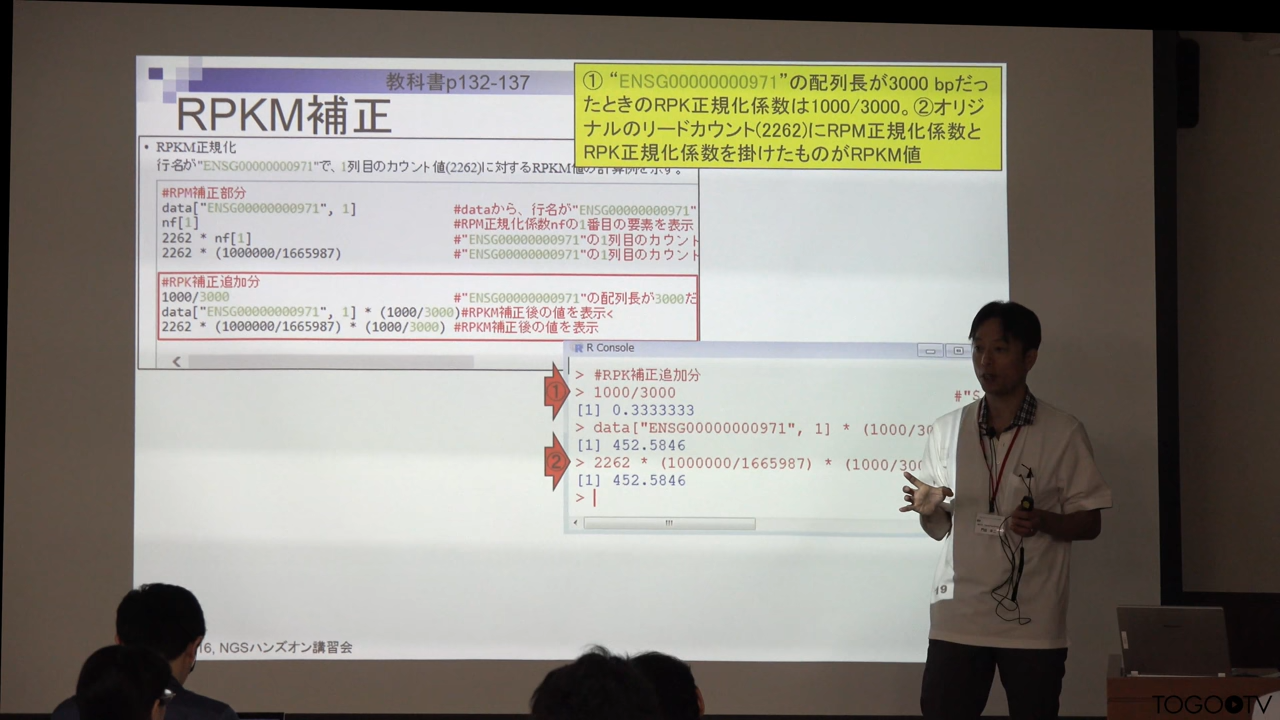 教科書p132-137
RPKM補正
① “ENSG00000000971”の配列長が3000 bpだっ
たときのRPK正規化係数は1000/3000。②オリジ
ナルのリードカウント(2262)にRPM正規化係数と
RPK正規化係数を掛けたものがRPKM値
• RPKM正規化
行名が"ENSG00000000971"で、1列目のカウント値(2262)に対するRPKM値の計算例を示す。
#RPM補正部分
data["ENSG00000000971", 1] #dataから、行名が"ENSG00000000971"
nf[1] #RPM正規化係数nfの1番目の要素を表示
2262 * nf[1] #"ENSG00000000971"の1列目のカウント
2262 * (1000000/1665987) #"ENSG00000000971"の1列目のカウント
#RPK補正追加分
1000/3000 #"ENSG00000000971"の配列長が3000だ
data["ENSG00000000971", 1] * (1000/3000)#RPKM補正後の値を表示<
2262 * (1000000/1665987) * (1000/3000) #RPKM補正後の値を表示
R Console
> #RPK補正追加分
① > 1000/3000 #"S
[1] 0.3333333
> data["ENSG00000000971", 1] * (1000/30
[1] 452.5846
② > 2262 * (1000000/1665987) * (1000/300
[1] 452.5846
>
19
16, NGSハンズオン講習会
TOGOTV